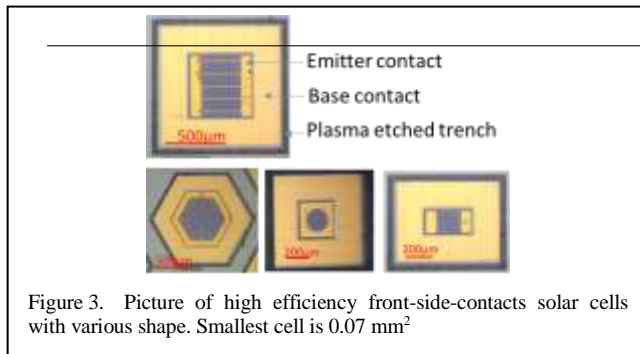 Emitter contact
Base contact
Plasma etched trench
500µm
200µm
200µm
Figure 3. Picture of high efficiency front-side-contacts solar cells
with various shape. Smallest cell is 0.07 mm²